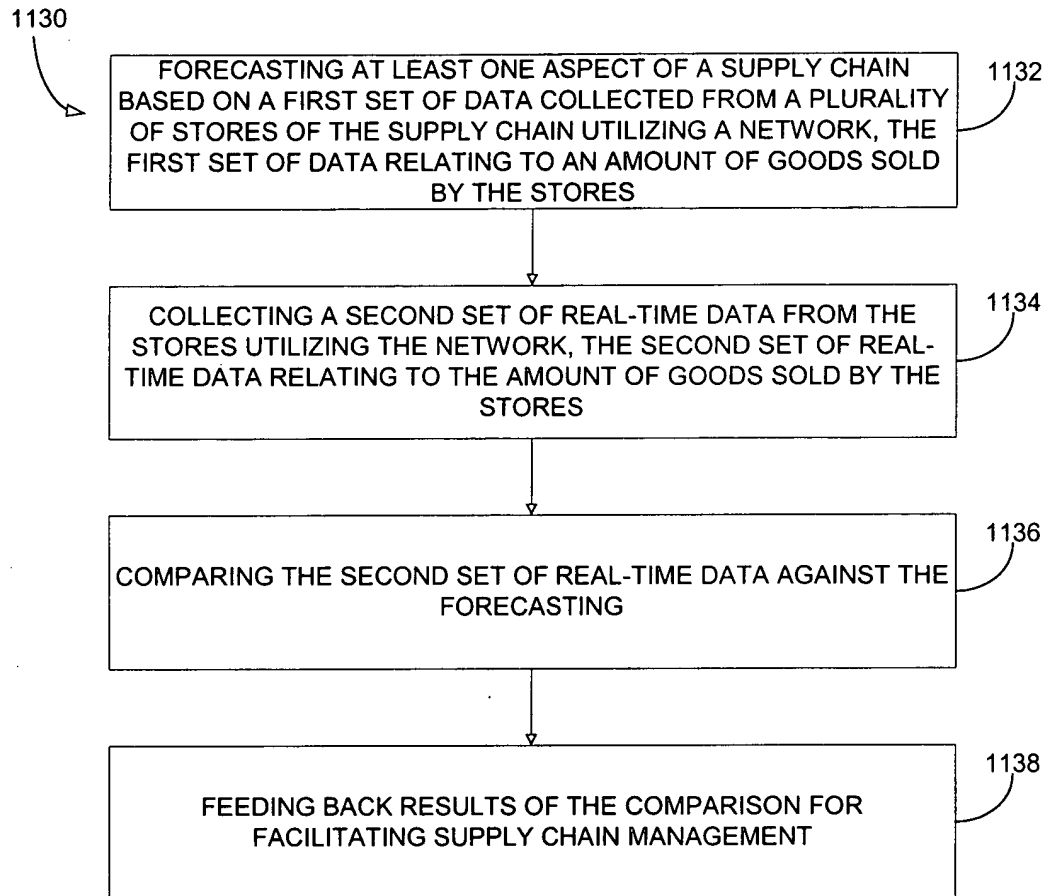 1130
FORECASTING AT LEAST ONE ASPECT OF A SUPPLY CHAIN
BASED ON A FIRST SET OF DATA COLLECTED FROM A PLURALITY
OF STORES OF THE SUPPLY CHAIN UTILIZING A NETWORK, THE
FIRST SET OF DATA RELATING TO AN AMOUNT OF GOODS SOLD
BY THE STORES
1132
COLLECTING A SECOND SET OF REAL-TIME DATA FROM THE
STORES UTILIZING THE NETWORK, THE SECOND SET OF REAL-
TIME DATA RELATING TO THE AMOUNT OF GOODS SOLD BY THE
STORES
1134
COMPARING THE SECOND SET OF REAL-TIME DATA AGAINST THE
FORECASTING
1136
FEEDING BACK RESULTS OF THE COMPARISON FOR
FACILITATING SUPPLY CHAIN MANAGEMENT
1138